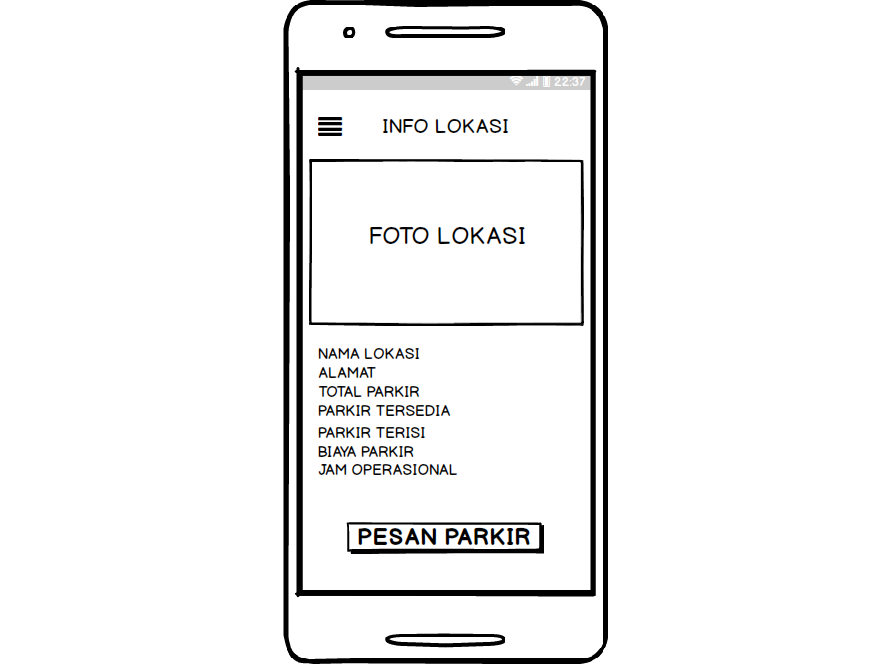 22:37
INFO LOKASI
FOTO LOKASI
NAMA LOKASI
ALAMAT
TOTAL PARKIR
PARKIR TERSEDIA
PARKIR TERISI
BIAYA PARKIR
JAM OPERASIONAL
PESAN PARKIR